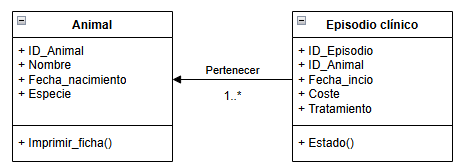 Animal
+ ID_Animal
+ Nombre
+ Fecha_nacimiento
+ Especie
+ Imprimir_ficha()
Pertenecer
1..*
Episodio clínico
+ ID_Episodio
+ ID_Animal
+ Fecha_incio
+ Coste
+ Tratamiento
+ Estado()